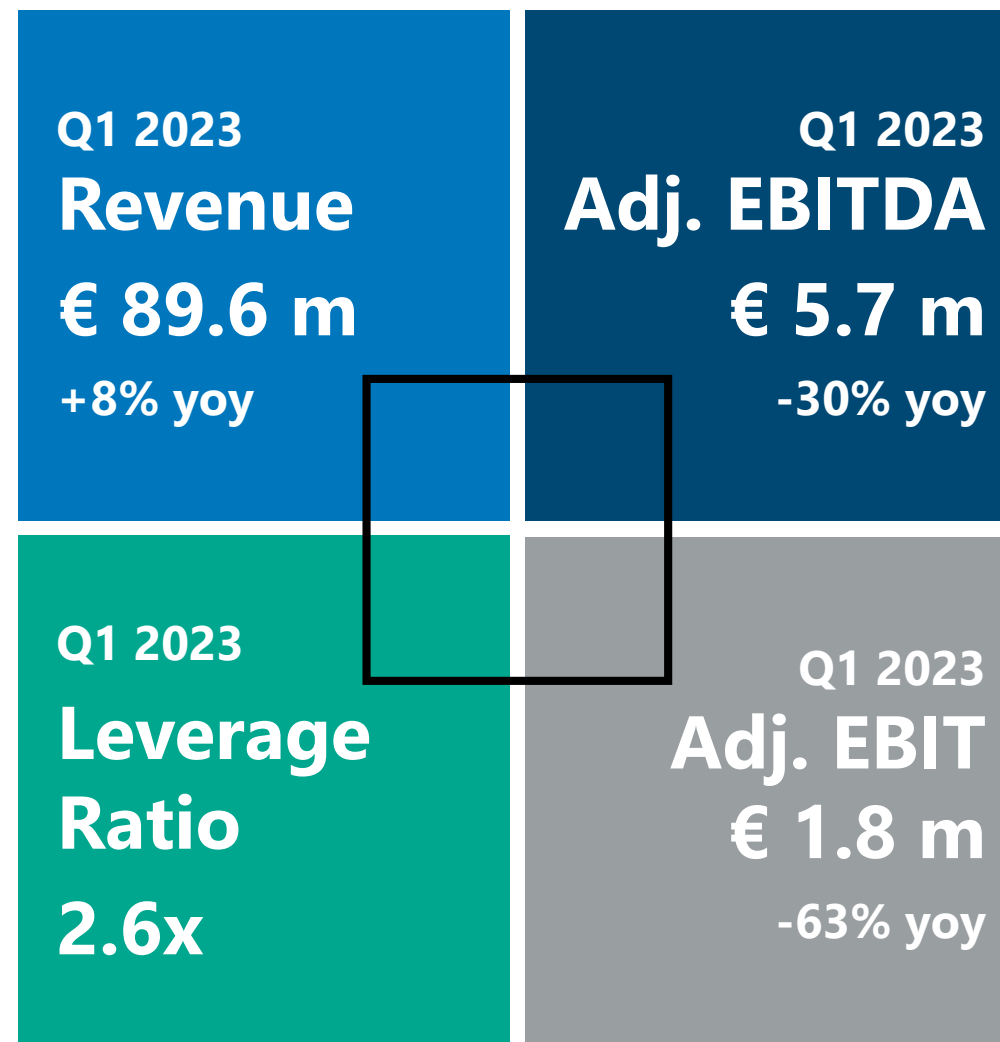 Q1 2023
Revenue
€ 89.6 m
+8% yoy
Q1 2023
Adj. EBITDA
€ 5.7 m
-30% yoy
Q1 2023
Leverage
Ratio
2.6x
Q1 2023
Adj. EBIT
€ 1.8 m
-63% yoy